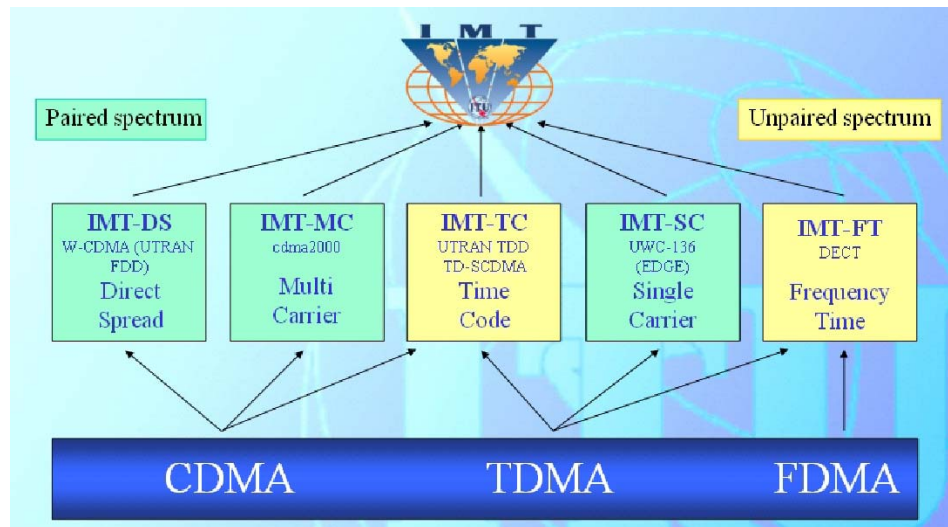 I M T
ITU
Paired spectrum
Unpaired spectrum
IMT-DS
W-CDMA (UTRAN
FDD)
Direct
Spread
IMT-MC
cdma2000
Multi
Carrier
IMT-TC
UTRAN TDD
TD-SCDMA
Time
Code
IMT-SC
UWC-136
(EDGE)
Single
Carrier
IMT-FT
DECT
Frequency
Time
CDMA
TDMA
FDMA